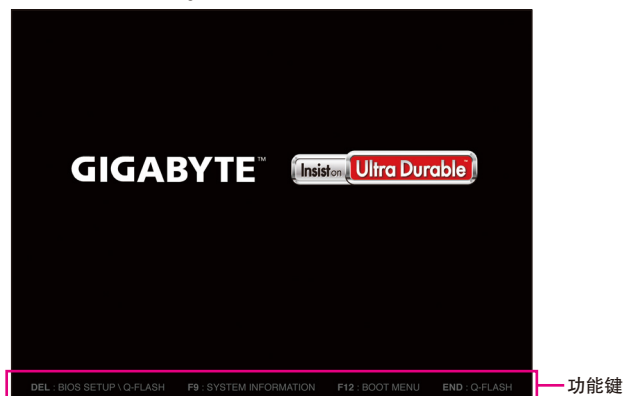 GIGABYTE™ Insist on Ultra Durable™
DEL : BIOS SETUP \ Q-FLASH F9 : SYSTEM INFORMATION F12 : BOOT MENU END : Q-FLASH
功能键